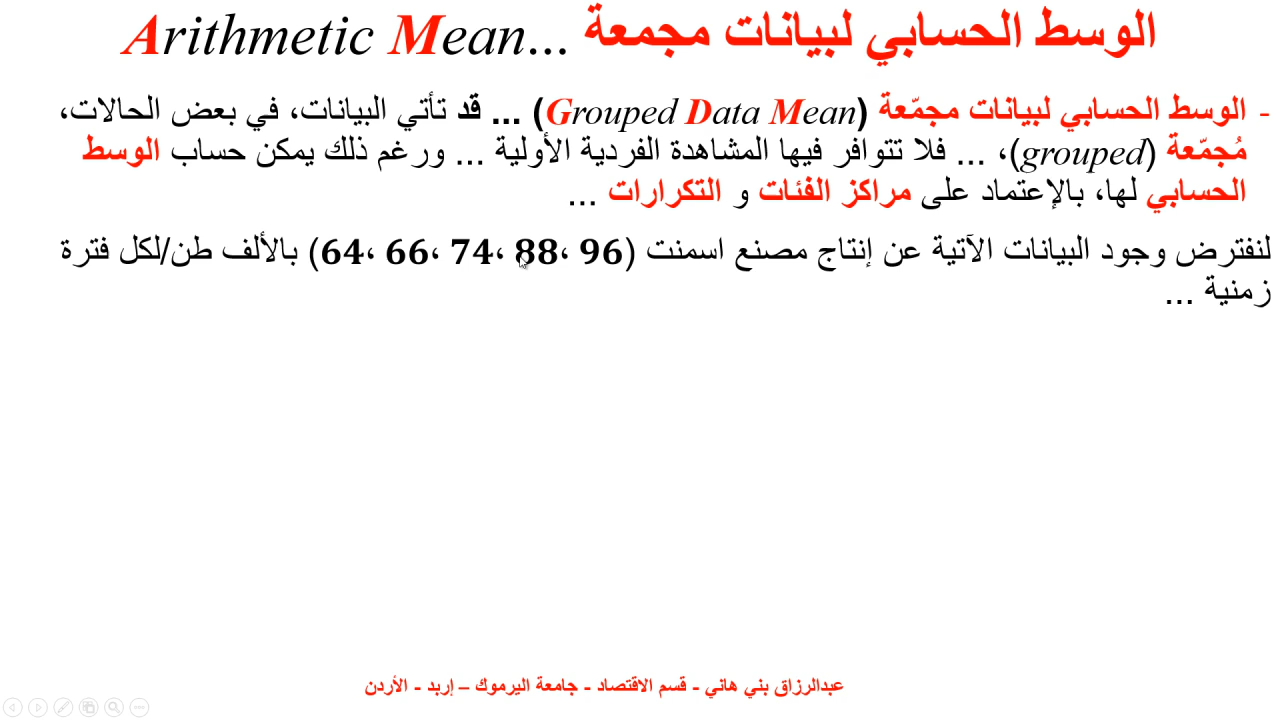 الوسط الحسابي لبيانات مجمعة ...Arithmetic Mean
- الوسط الحسابي لبيانات مجمّعة (Grouped Data Mean) ... قد تأتي البيانات، في بعض الحالات،
مُجمّعة (grouped)، ... فلا تتوافر فيها المشاهدة الفردية الأولية ... ورغم ذلك يمكن حساب الوسط
الحسابي لها، بالإعتماد على مراكز الفئات و التكرارات ...
لنفترض وجود البيانات الآتية عن إنتاج مصنع اسمنت (96، 88، 74، 66، 64) بالألف طن/لكل فترة
زمنية ...
عبدالرزاق بني هاني - قسم الاقتصاد - جامعة اليرموك – إربد - الأردن